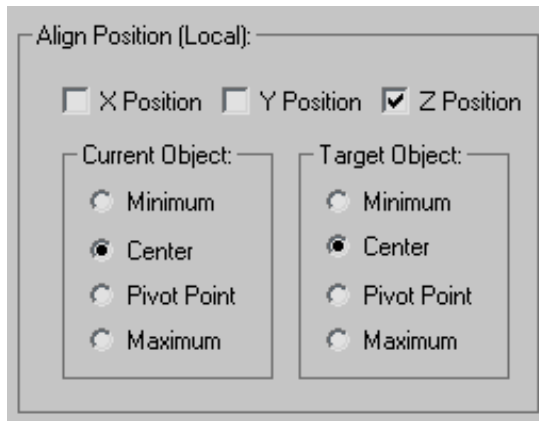 Align Position (Local):
X Position Y Position Z Position
Current Object: Target Object:
Minimum Minimum
Center Center
Pivot Point Pivot Point
Maximum Maximum